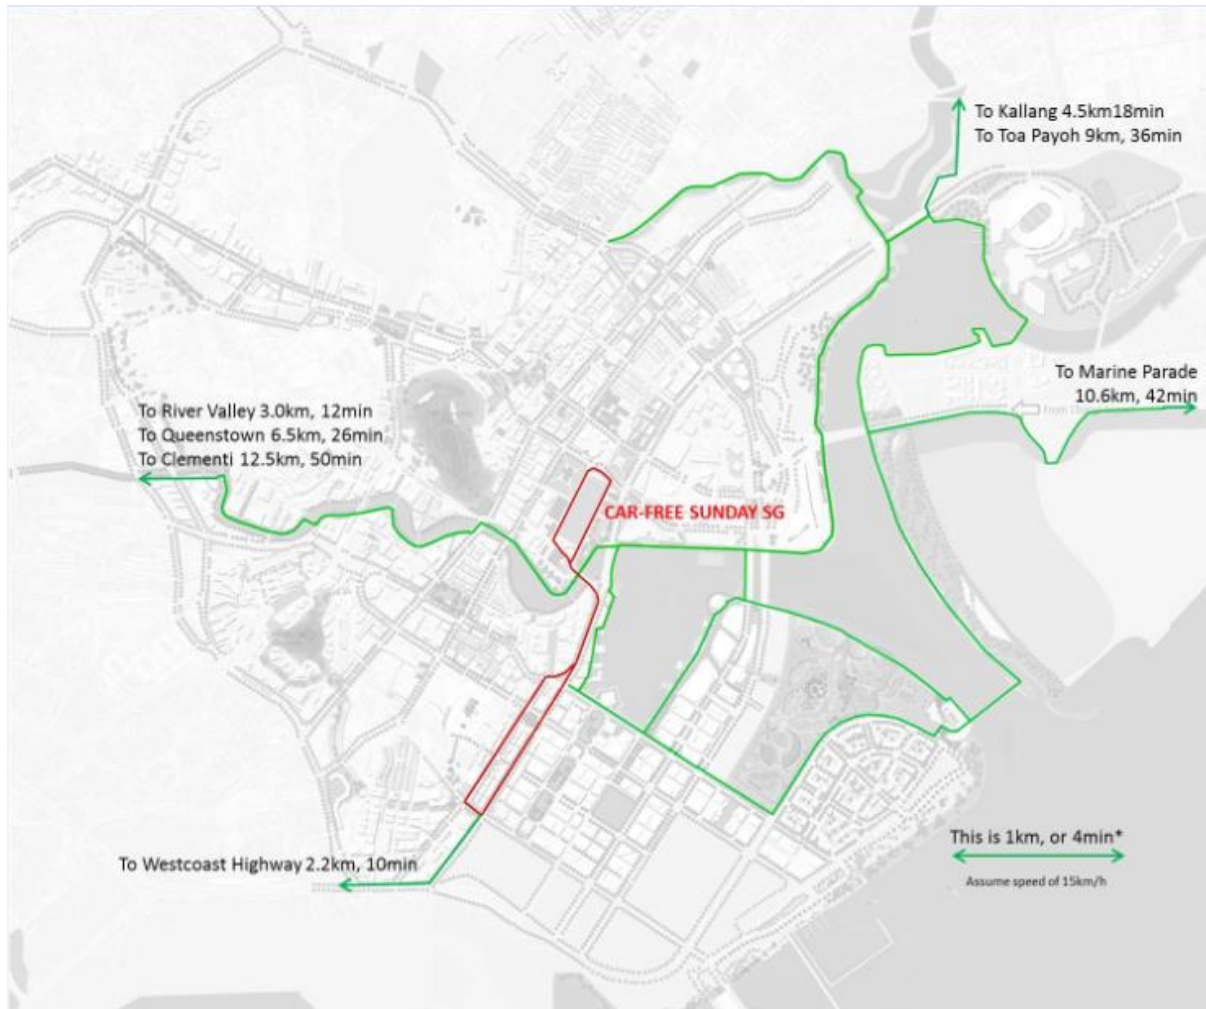 To Kallang 4.5km18min
To Toa Payoh 9km, 36min
To Marine Parade
10.6km, 42min
To River Valley 3.0km, 12min
To Queenstown 6.5km, 26min
To Clementi 12.5km, 50min
CAR-FREE SUNDAY SG
This is 1km, or 4min*
Assume speed of 15km/h
To Westcoast Highway 2.2km, 10min